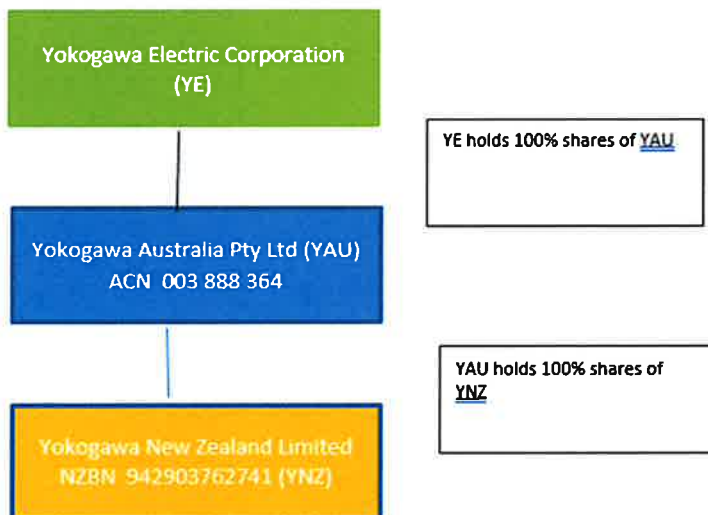 Yokogawa Electric Corporation
(YE)
YE holds 100% shares of YAU
Yokogawa Australia Pty Ltd (YAU)
ACN 003 888 364
YAU holds 100% shares of
YNZ
Yokogawa New Zealand Limited
NZBN 942903762741 (YNZ)